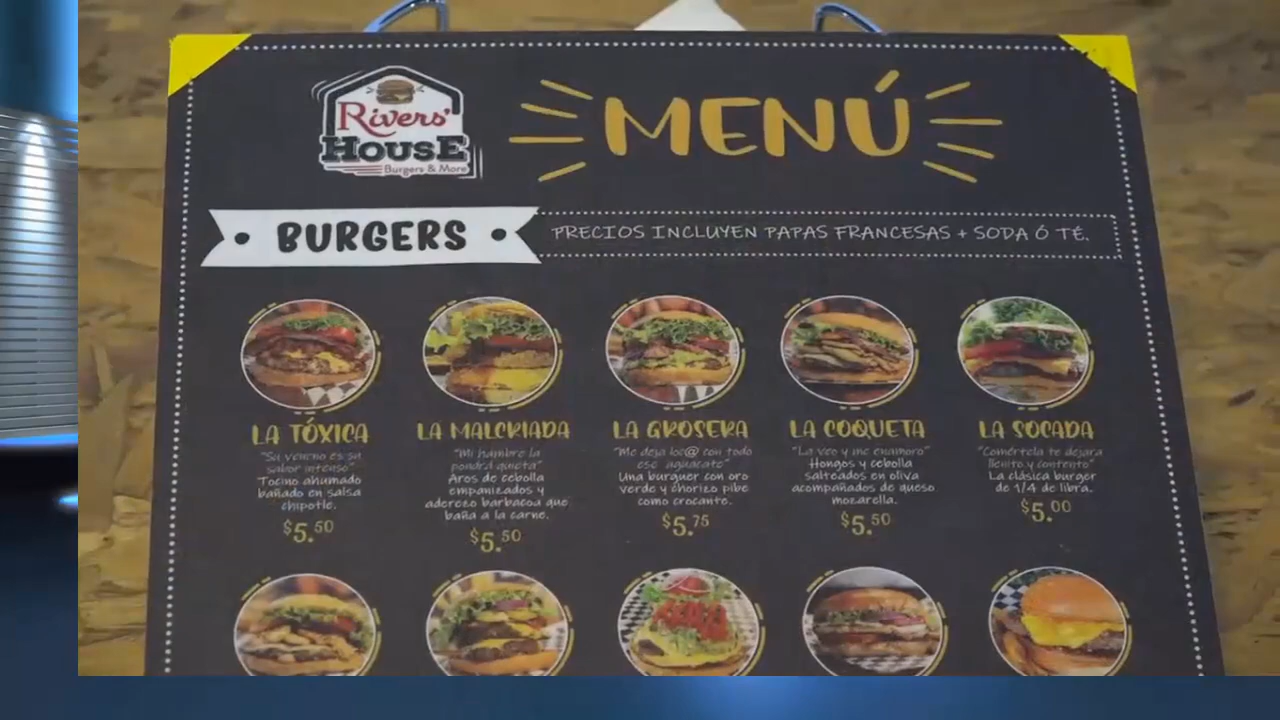 Rivers'
HOUSE
Burgers & More
MENÚ
BURGERS
PRECIOS INCLUYEN PAPAS FRANCESAS + SODA Ó TÉ.
LA TÓXICA
"Su veneno es su
sabor intenso"
Tocino ahumado
bañado en salsa
chipotle.
$5.50
LA MALCRIADA
"Mi hambre la
pondrá quieta"
Aros de cebolla
empanizados y
aderezo barbacoa que
baña a la carne.
$5.50
LA GROSERA
"Me deja loc@ con todo
ese aguacate"
Una burguer con oro
verde y chorizo pibe
como crocante.
$5.75
LA COQUETA
"La veo y me enamoro"
Hongos y cebolla
salteados en oliva
acompañados de queso
mozarella.
$5.50
LA SOCADA
"Comértela te dejara
llenito y contento"
La clásica burger
de 1/4 de libra.
$5.00